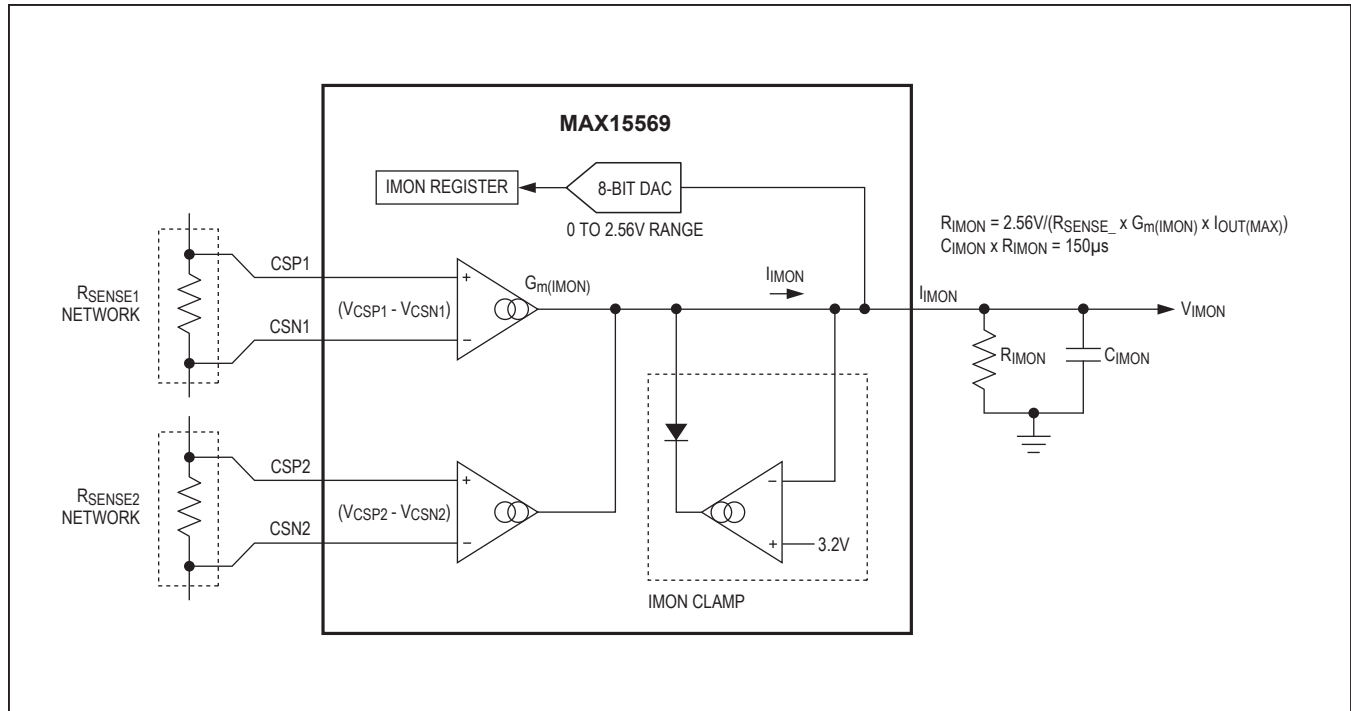 MAX15569
IMON REGISTER
8-BIT DAC
0 TO 2.56V RANGE
RIMON = 2.56V/(RSENSE_ x Gm(IMON) x IOUT(MAX))
CIMON x RIMON = 150µs
RSENSE1
NETWORK
CSP1
CSN1
+
(VCSP1 - VCSN1)
−
Gm(IMON)
IIMON
IIMON
VIMON
RIMON
CIMON
RSENSE2
NETWORK
CSP2
CSN2
+
(VCSP2 - VCSN2)
−
−
+
3.2V
IMON CLAMP